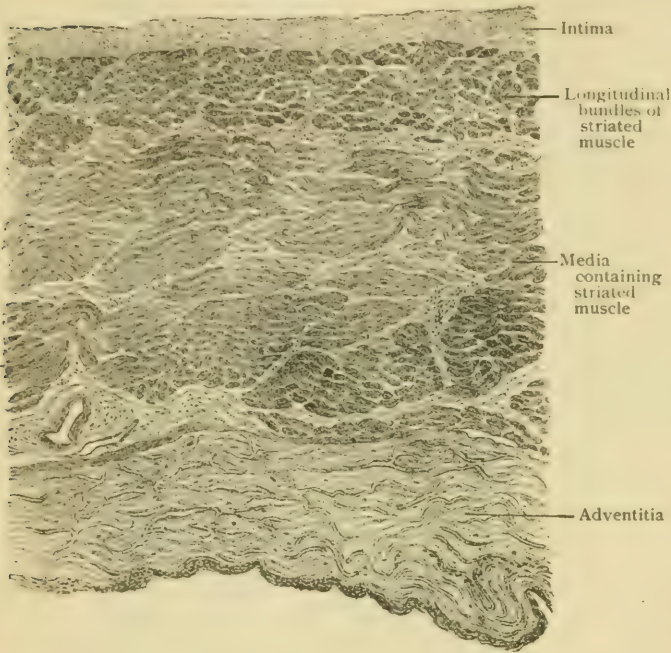 Intima
Longitudinal
bundles of
striated
muscle
Media
containing
striated
muscle
Adventitia